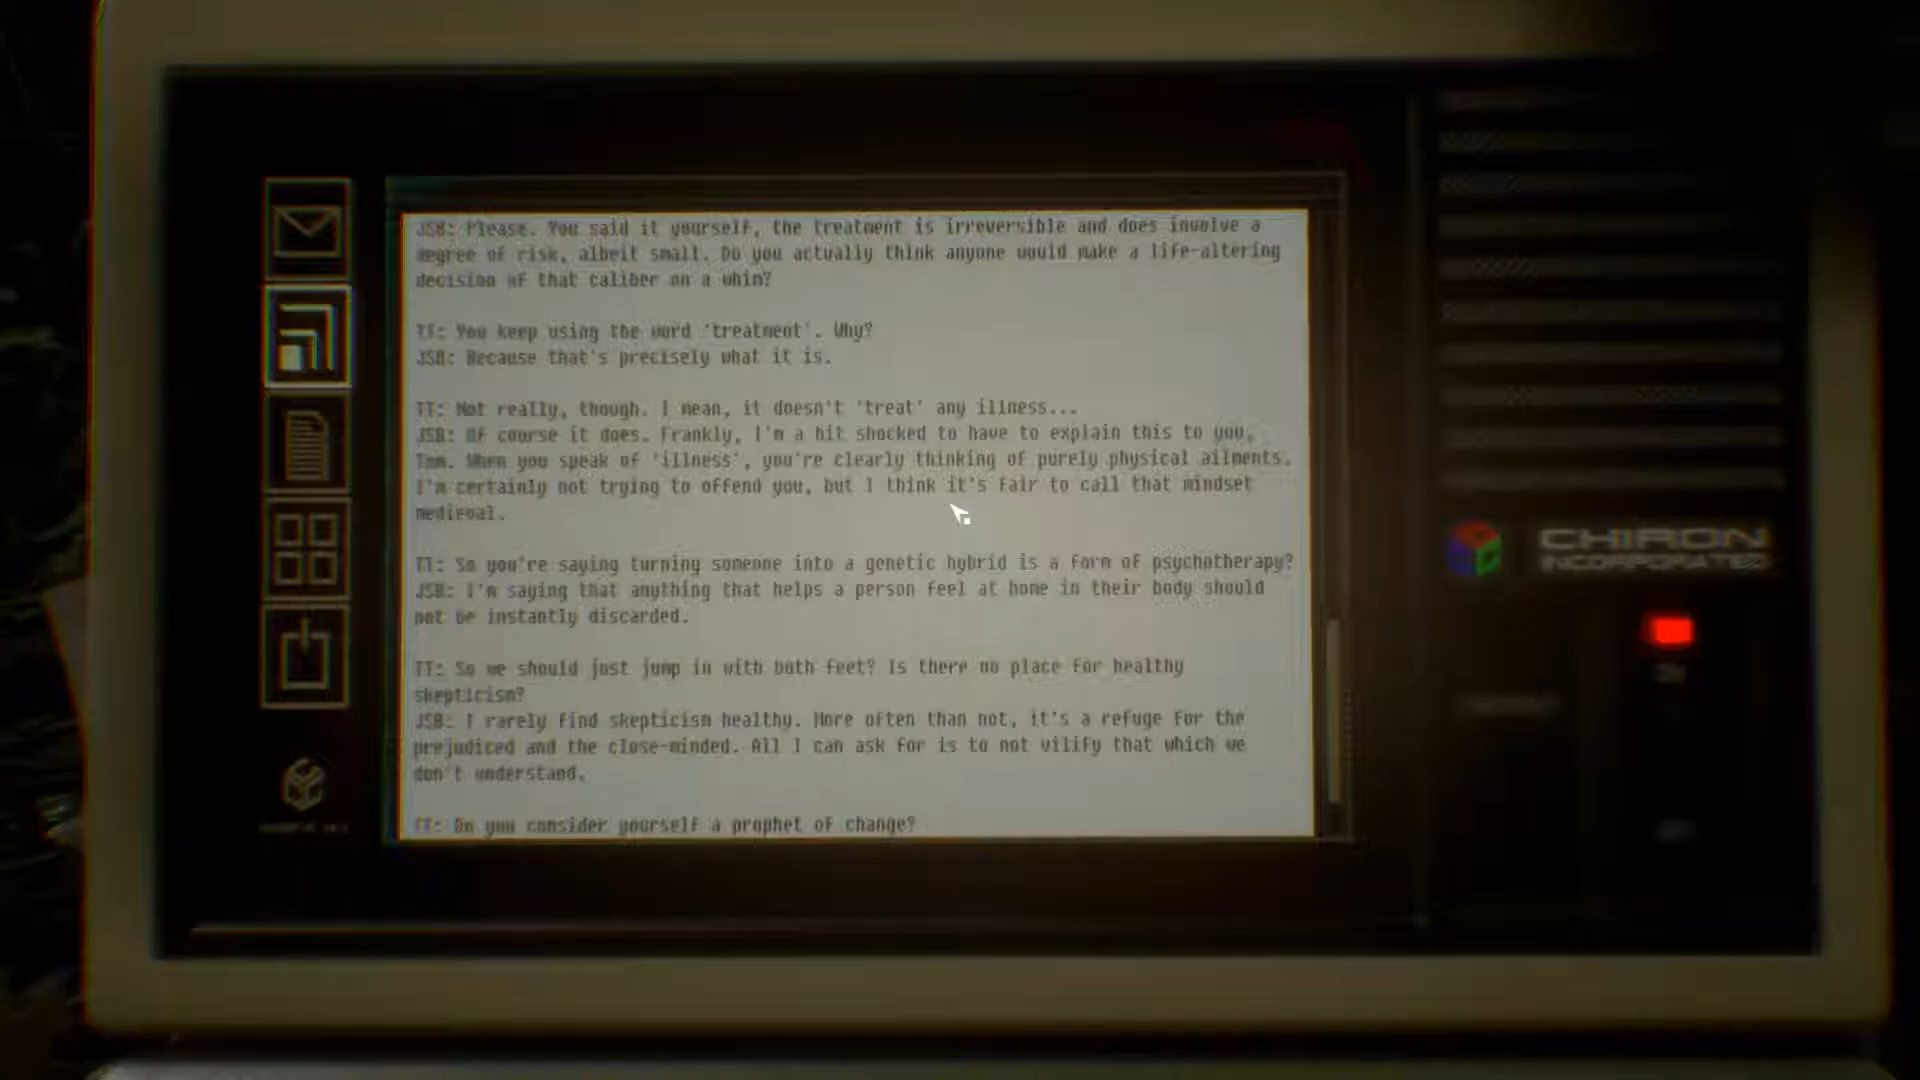 JSB: Please. You said it yourself, the treatment is irreversible and does involve a
degree of risk, albeit small. Do you actually think anyone would make a life-altering
decision of that caliber on a whim?
TT: You keep using the word 'treatment'. Why?
JSB: Because that's precisely what it is.
TT: Not really, though. I mean, it doesn't 'treat' any illness...
JSB: Of course it does. Frankly, I'm a bit shocked to have to explain this to you,
Tom. When you speak of 'illness', you're clearly thinking of purely physical ailments.
I'm certainly not trying to offend you, but I think it's fair to call that mindset
medieval.
TT: So you're saying turning someone into a genetic hybrid is a form of psychotherapy?
JSB: I'm saying that anything that helps a person feel at home in their body should
not be instantly discarded.
TT: So we should just jump in with both feet? Is there no place for healthy
skepticism?
JSB: I rarely find skepticism healthy. More often than not, it's a refuge for the
prejudiced and the close-minded. All I can ask for is to not vilify that which we
don't understand.
TT: Do you consider yourself a prophet of change?
CHIRON
INCORPORATED